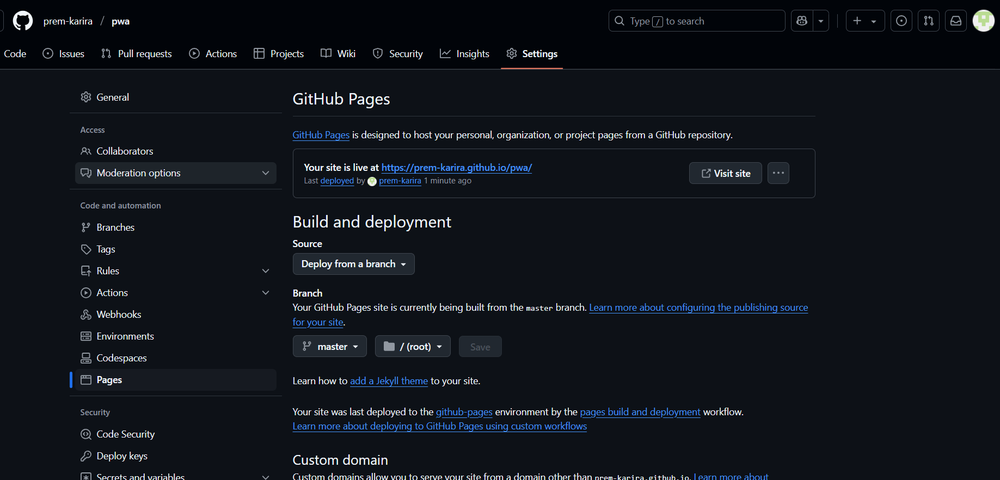 prem-karira / pwa
Type / to search
Code Issues Pull requests Actions Projects Wiki Security Insights Settings
General
Access
Collaborators
Moderation options
Code and automation
Branches
Tags
Rules
Actions
Webhooks
Environments
Codespaces
Pages
Security
Code Security
Deploy keys
Secrets and variables
GitHub Pages
GitHub Pages is designed to host your personal, organization, or project pages from a GitHub repository.
Your site is live at https://prem-karira.github.io/pwa/
Last deployed by prem-karira 1 minute ago
Visit site
Build and deployment
Source
Deploy from a branch
Branch
Your GitHub Pages site is currently being built from the master branch. Learn more about configuring the publishing source
for your site.
master / (root) Save
Learn how to add a Jekyll theme to your site.
Your site was last deployed to the github-pages environment by the pages build and deployment workflow.
Learn more about deploying to GitHub Pages using custom workflows
Custom domain
Custom domains allow you to serve your site from a domain other than prem-karira.github.io. Learn more about